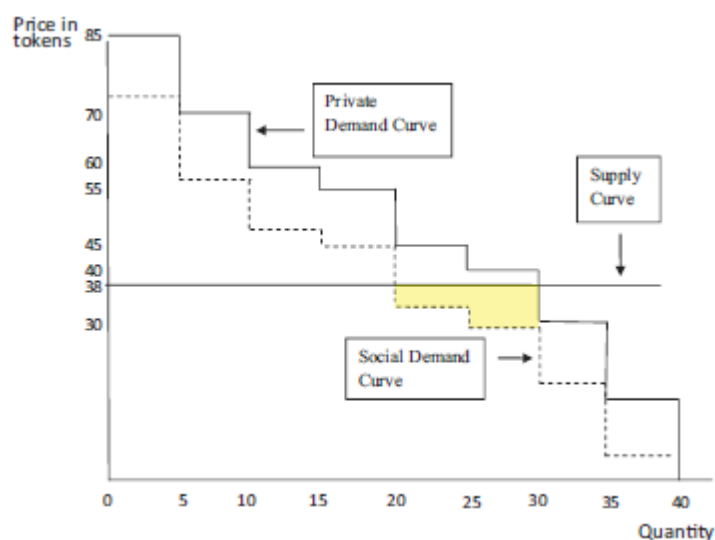 Price in
tokens
85
70
60
55
45
40
38
30
Private
Demand Curve
Supply
Curve
Social Demand
Curve
0 5 10 15 20 25 30 35 40
Quantity